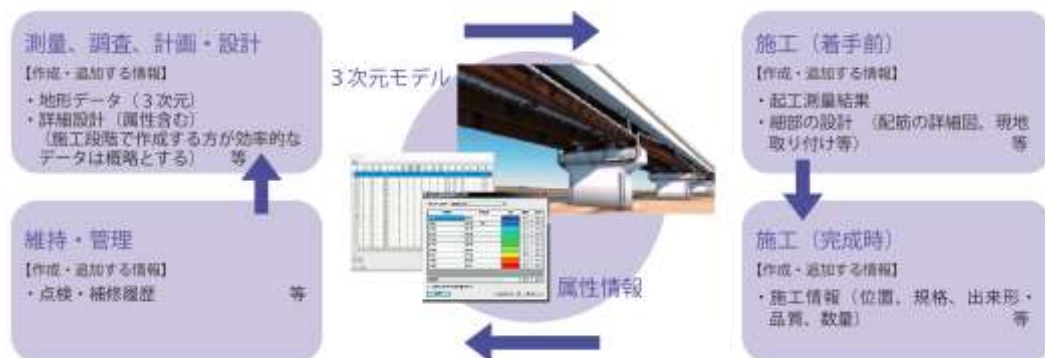 測量、調査、計画・設計
【作成・追加する情報】
・地形データ（３次元）
・詳細設計（属性含む）
（施工段階で作成する方が効率的な
データは概略とする） 等
維持・管理
【作成・追加する情報】
・点検・補修履歴 等
３次元モデル
属性情報
施工（着手前）
【作成・追加する情報】
・起工測量結果
・細部の設計 （配筋の詳細図、現地
取り付け等） 等
施工（完成時）
【作成・追加する情報】
・施工情報（位置、規格、出来形・
品質、数量） 等